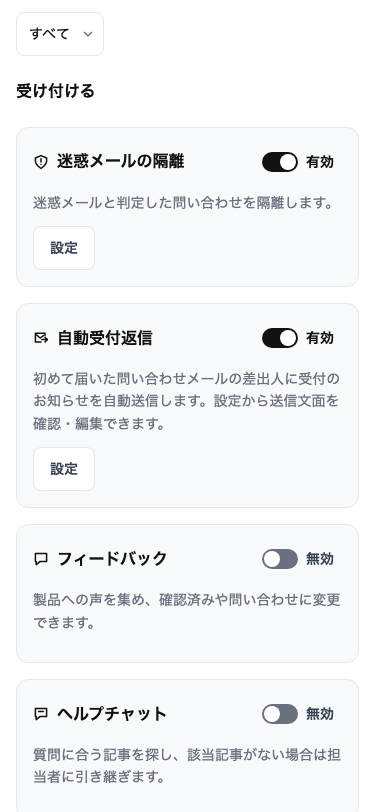 すべて
受け付ける
迷惑メールの隔離
有効
迷惑メールと判定した問い合わせを隔離します。
設定
自動受付返信
有効
初めて届いた問い合わせメールの差出人に受付の
お知らせを自動送信します。設定から送信文面を
確認・編集できます。
設定
フィードバック
無効
製品への声を集め、確認済みや問い合わせに変更
できます。
ヘルプチャット
無効
質問に合う記事を探し、該当記事がない場合は担
当者に引き継ぎます。